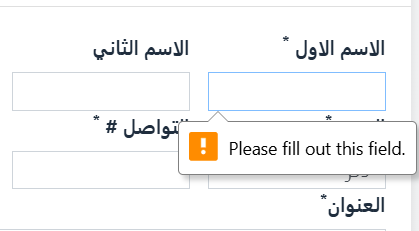 الاسم الاول *
الاسم الثاني
التواصل # *
Please fill out this field.
العنوان*